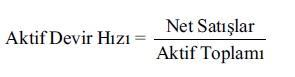 Aktif Devir Hızı = Net Satışlar
Aktif Toplamı